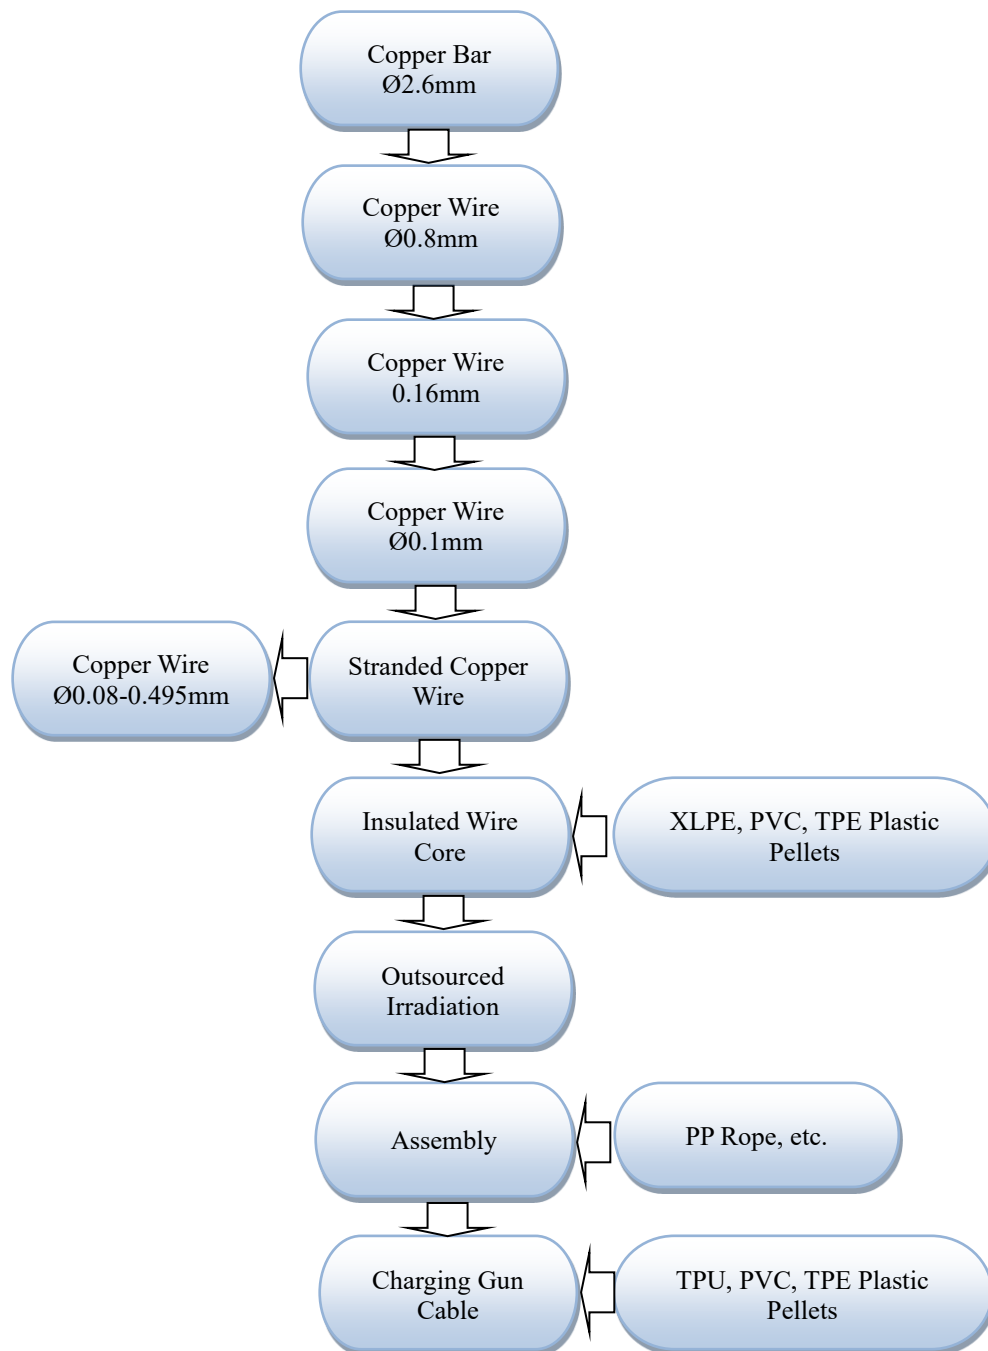 Copper Bar
Ø2.6mm
Copper Wire
Ø0.8mm
Copper Wire
0.16mm
Copper Wire
Ø0.1mm
Copper Wire
Ø0.08-0.495mm
Stranded Copper
Wire
Insulated Wire
Core
XLPE, PVC, TPE Plastic
Pellets
Outsourced
Irradiation
Assembly
PP Rope, etc.
Charging Gun
Cable
TPU, PVC, TPE Plastic
Pellets